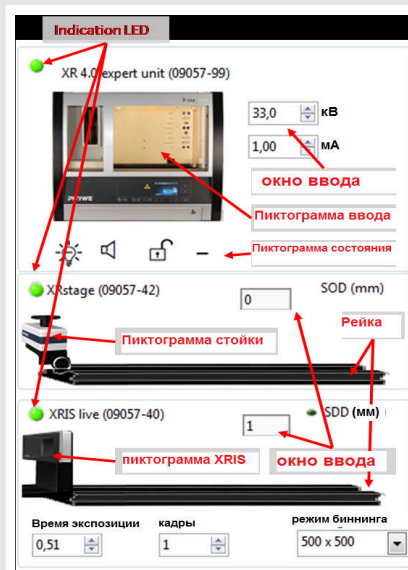 Indication LED
XR 4.0 expert unit (09057-99)
33,0 кВ
1,00 мА
окно ввода
Пиктограмма ввода
PHYWE
Пиктограмма состояния
XRstage (09057-42)
SOD (mm)
0
Рейка
Пиктограмма стойки
XRIS live (09057-40)
SDD (мм)
1
пиктограмма XRIS
окно ввода
Время экспозиции кадры режим биннинга
0,51 1 500 x 500